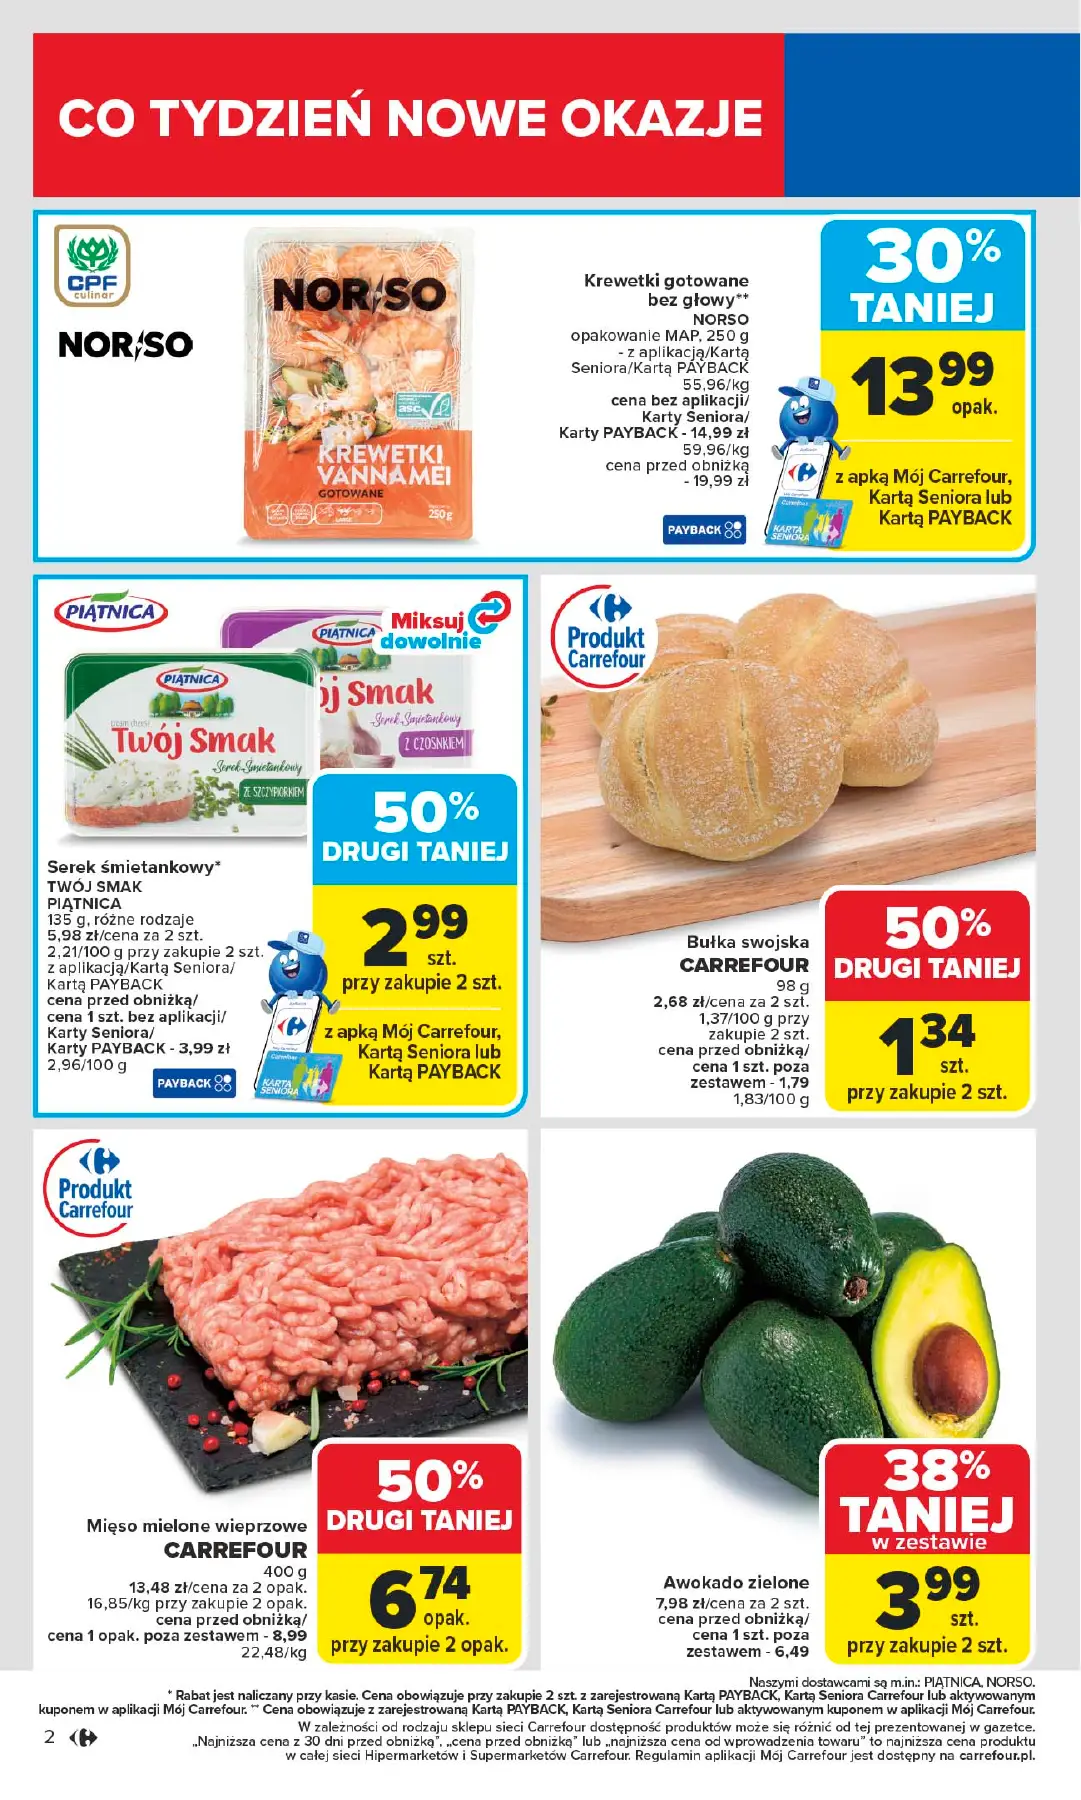 CO TYDZIEŃ NOWE OKAZJE
CPF
culinar
NORSO
NORSO
asc
KREWETKI
VANNAMEI
GOTOWANE
250g
Krewetki gotowane
bez głowy**
NORSO
opakowanie MAP, 250 g
- z aplikacją/Kartą
Seniora/Kartą PAYBACK
55,96/kg
cena bez aplikacji/
Karty Seniora/
Karty PAYBACK - 14,99 zł
59,96/kg
cena przed obniżką
- 19,99 zł
PAYBACK
30%
TANIEJ
13 99
opak.
z apką Mój Carrefour,
Kartą Seniora lub
Kartą PAYBACK
Carrefour
KARTA
SENIORA
PIĄTNICA
Miksuj
dowolnie
PIĄTNICA
Twój Smak
Serek Śmietankowy
ZE SZCZYPIORKIEM
PIĄTNICA
ój Smak
Serek Śmietankowy
Z CZOSNKIEM
50%
DRUGI TANIEJ
Serek śmietankowy*
TWÓJ SMAK
PIĄTNICA
135 g, różne rodzaje
5,98 zł/cena za 2 szt.
2,21/100 g przy zakupie 2 szt.
z aplikacją/Kartą Seniora/
Kartą PAYBACK
cena przed obniżką/
cena 1 szt. bez aplikacji/
Karty Seniora/
Karty PAYBACK - 3,99 zł
2,96/100 g
PAYBACK
2 99
szt.
przy zakupie 2 szt.
z apką Mój Carrefour,
Kartą Seniora lub
Kartą PAYBACK
Carrefour
KARTA
SENIORA
Produkt
Carrefour
Bułka swojska
CARREFOUR
98 g
2,68 zł/cena za 2 szt.
1,37/100 g przy
zakupie 2 szt.
cena przed obniżką/
cena 1 szt. poza
zestawem - 1,79
1,83/100 g
50%
DRUGI TANIEJ
1 34
szt.
przy zakupie 2 szt.
Produkt
Carrefour
Mięso mielone wieprzowe
CARREFOUR
400 g
13,48 zł/cena za 2 opak.
16,85/kg przy zakupie 2 opak.
cena przed obniżką/
cena 1 opak. poza zestawem - 8,99
22,48/kg
50%
DRUGI TANIEJ
6 74
opak.
przy zakupie 2 opak.
Awokado zielone
7,98 zł/cena za 2 szt.
cena przed obniżką/
cena 1 szt. poza
zestawem - 6,49
38%
TANIEJ
w zestawie
3 99
szt.
przy zakupie 2 szt.
Naszymi dostawcami są m.in.: PIĄTNICA, NORSO.
* Rabat jest naliczany przy kasie. Cena obowiązuje przy zakupie 2 szt. z zarejestrowaną Kartą PAYBACK, Kartą Seniora Carrefour lub aktywowanym
kuponem w aplikacji Mój Carrefour. ** Cena obowiązuje z zarejestrowaną Kartą PAYBACK, Kartą Seniora Carrefour lub aktywowanym kuponem w aplikacji Mój Carrefour.
W zależności od rodzaju sklepu sieci Carrefour dostępność produktów może się różnić od tej prezentowanej w gazetce.
„Najniższa cena z 30 dni przed obniżką", „cena przed obniżką" lub „najniższa cena od wprowadzenia towaru" to najniższa cena produktu
w całej sieci Hipermarketów i Supermarketów Carrefour. Regulamin aplikacji Mój Carrefour jest dostępny na carrefour.pl.
2